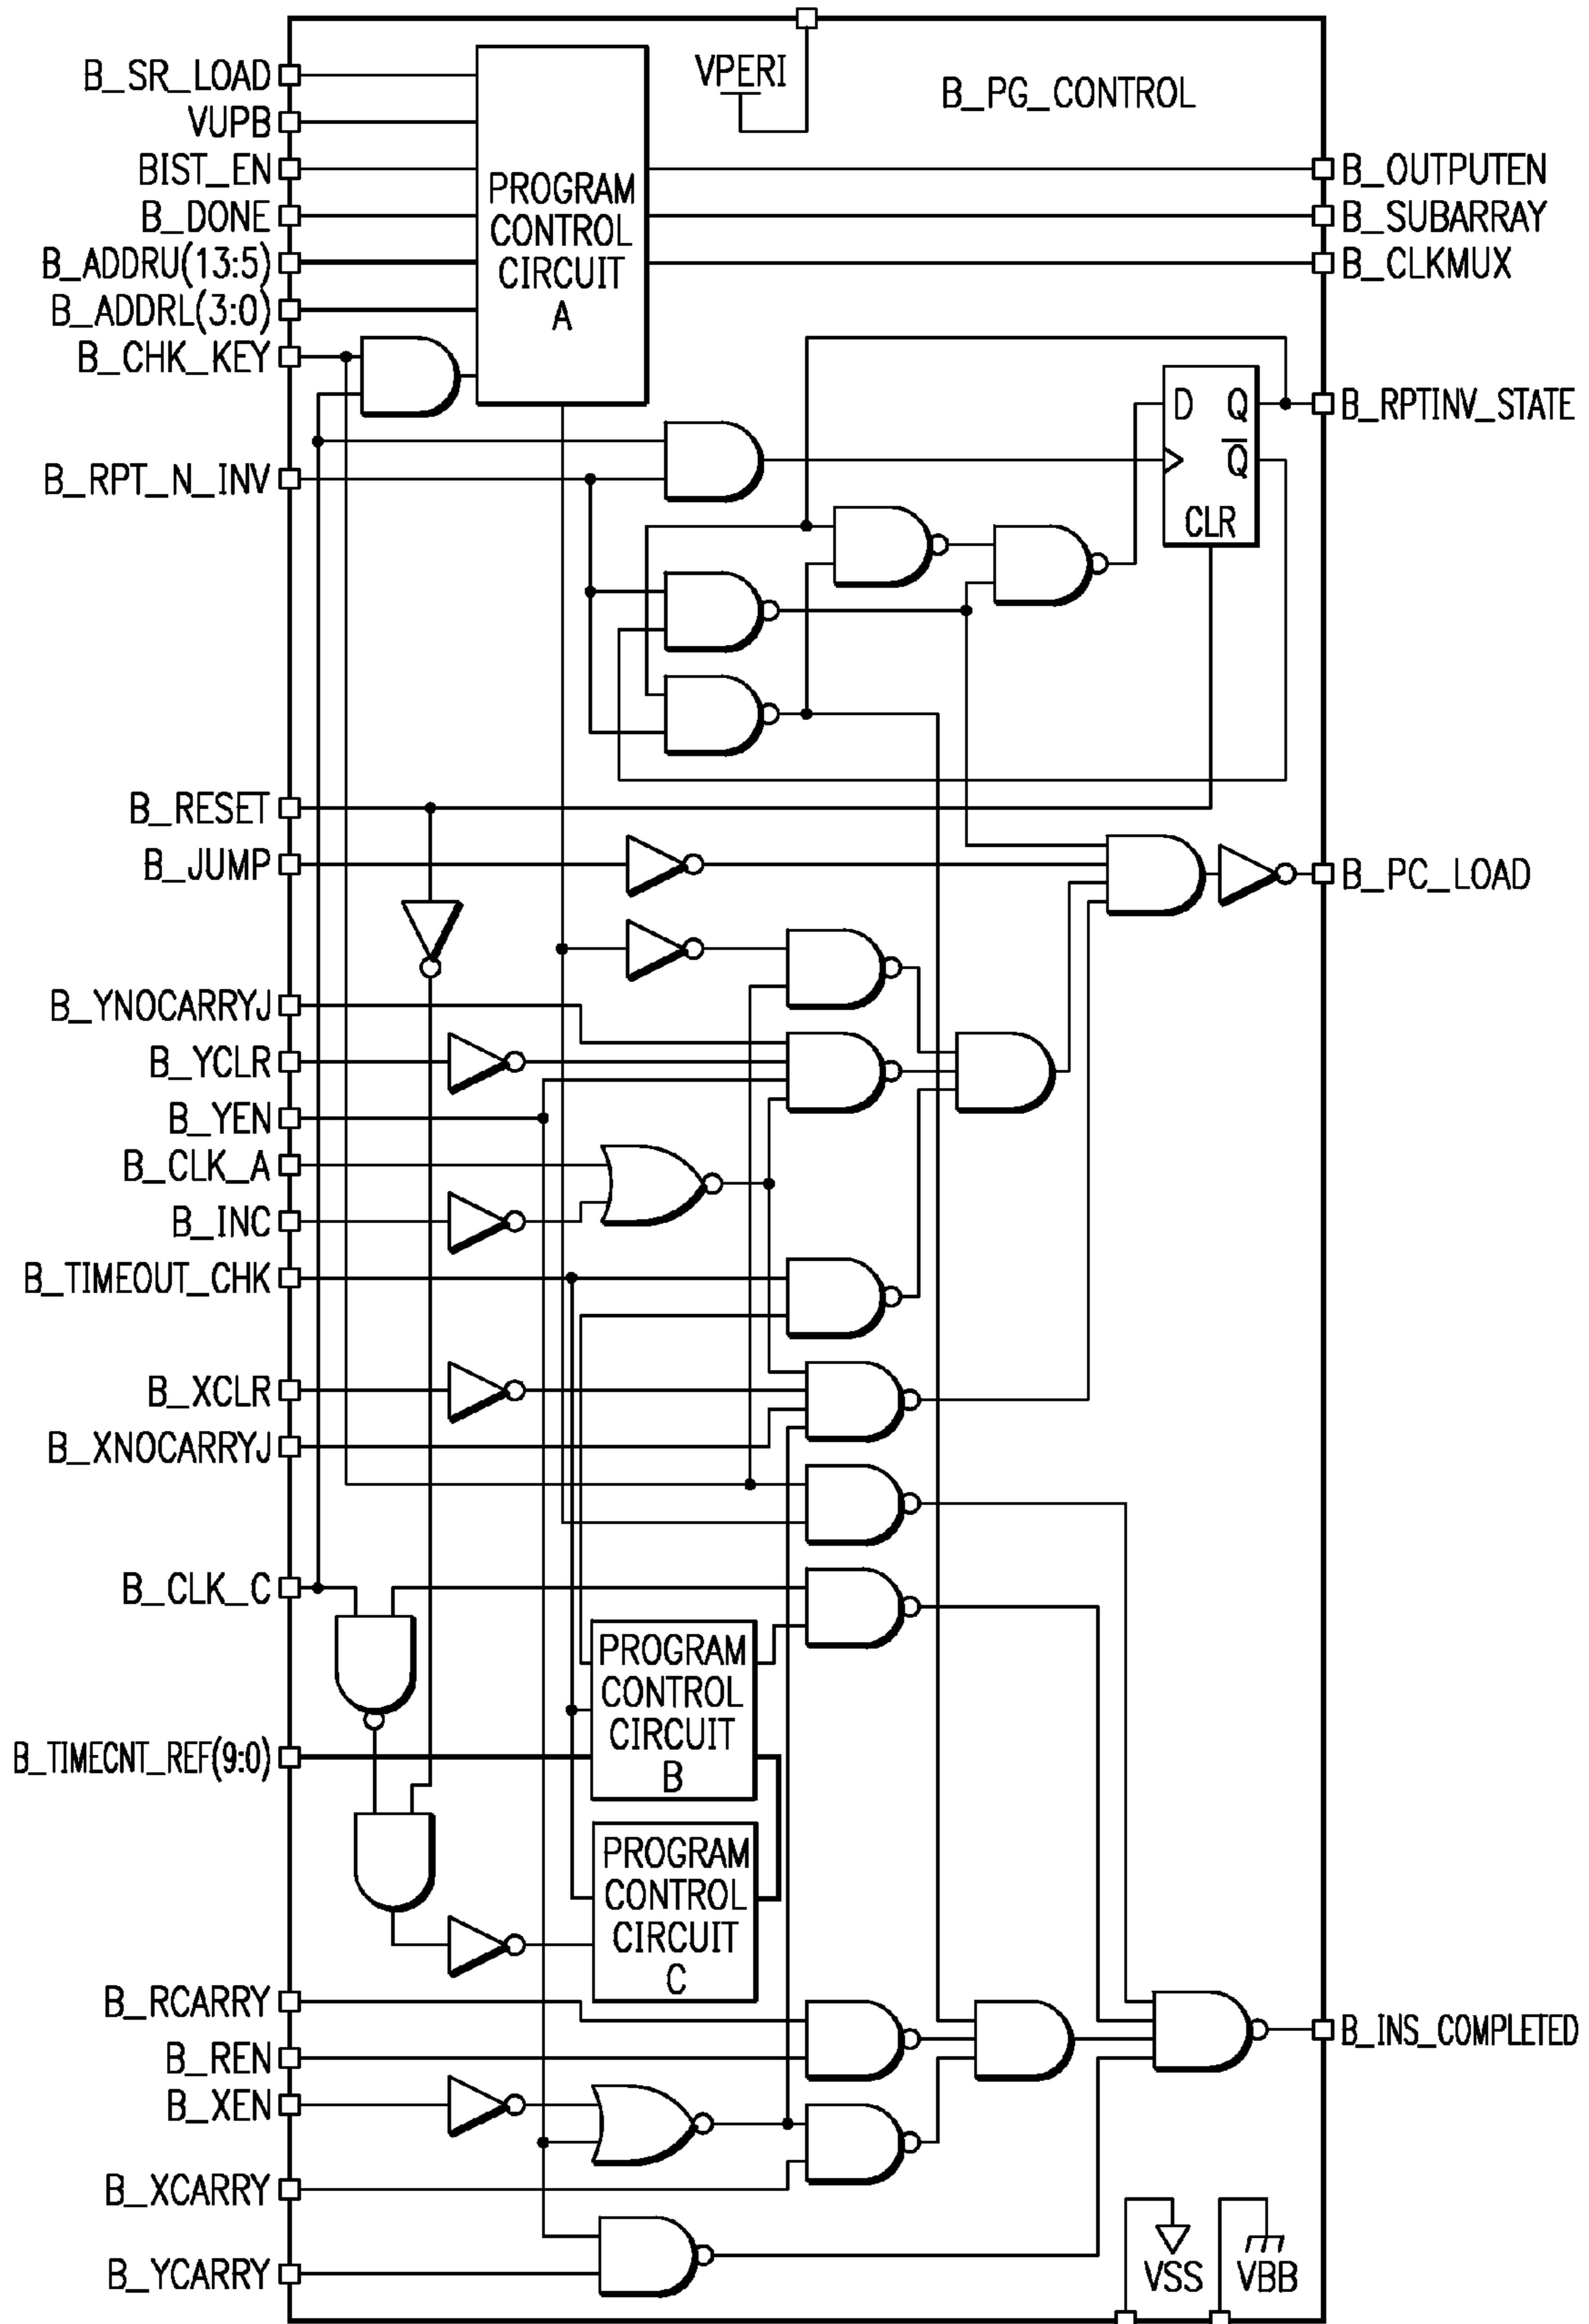 B_SR_LOAD
VUPB
BIST_EN
B_DONE
B_ADDRU(13:5)
B_ADDRL(3:0)
B_CHK_KEY
B_RPT_N_INV
B_RESET
B_JUMP
B_YNOCARRYJ
B_YCLR
B_YEN
B_CLK_A
B_INC
B_TIMEOUT_CHK
B_XCLR
B_XNOCARRYJ
B_CLK_C
B_TIMECNT_REF(9:0)
B_RCARRY
B_REN
B_XEN
B_XCARRY
B_YCARRY
PROGRAM
CONTROL
CIRCUIT
A
VPERI
B_PG_CONTROL
D Q
Q̅
CLR
PROGRAM
CONTROL
CIRCUIT
B
PROGRAM
CONTROL
CIRCUIT
C
VSS
VBB
B_OUTPUTEN
B_SUBARRAY
B_CLKMUX
B_RPTINV_STATE
B_PC_LOAD
B_INS_COMPLETED